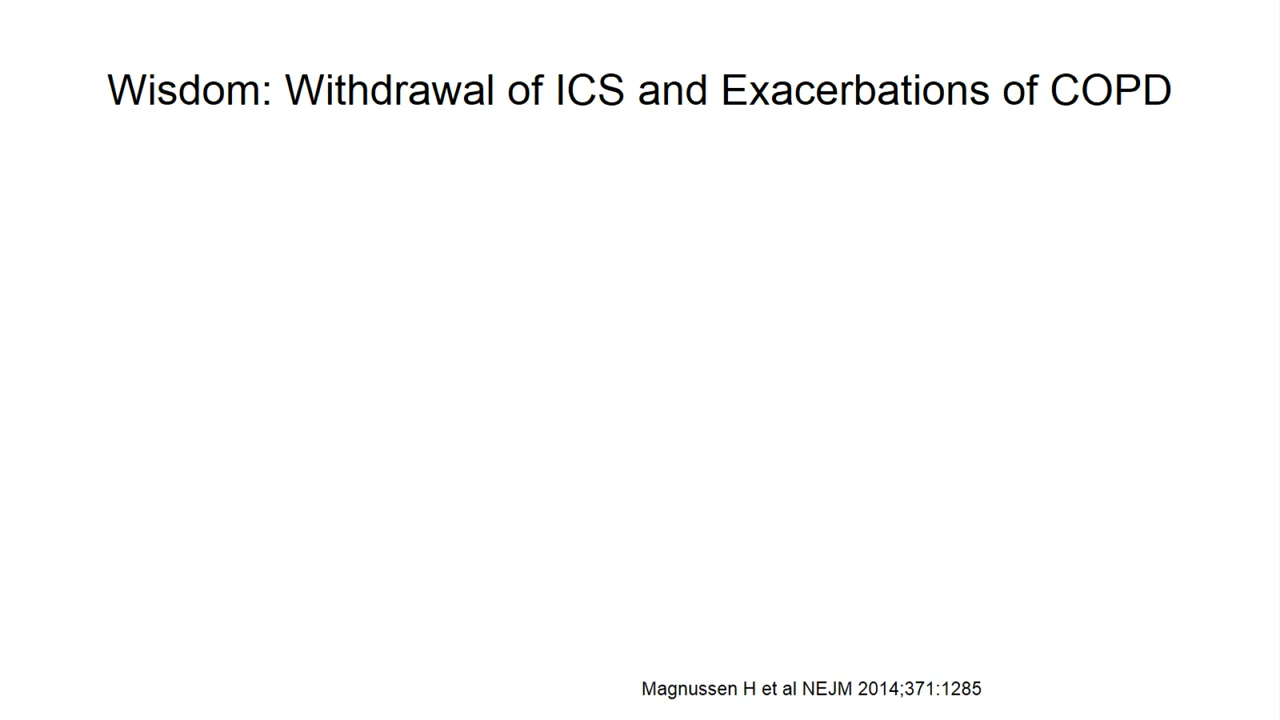 Wisdom: Withdrawal of ICS and Exacerbations of COPD
Magnussen H et al NEJM 2014;371:1285